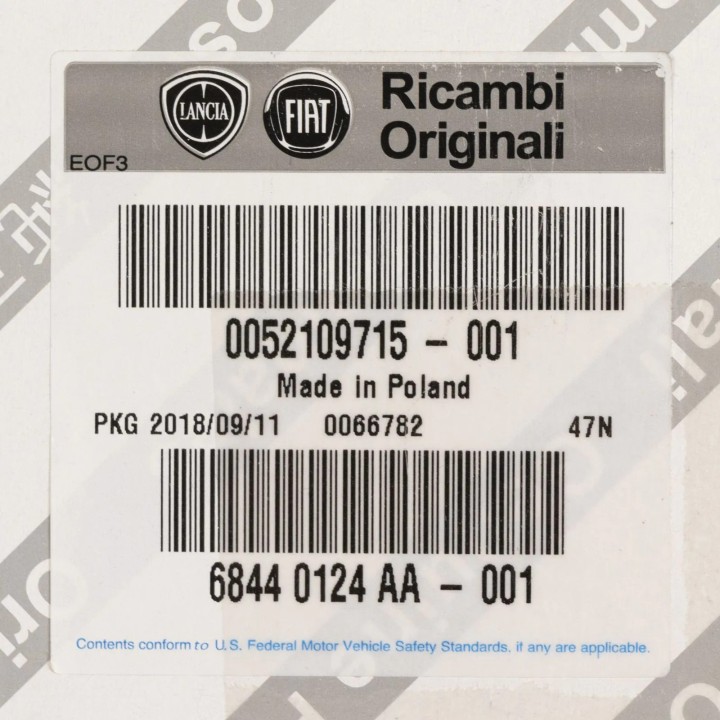 LANCIA FIAT Ricambi
Originali
EOF3
0052109715 - 001
Made in Poland
PKG 2018/09/11 0066782 47N
6844 0124 AA - 001
Contents conform to U.S. Federal Motor Vehicle Safety Standards. if any are applicable.